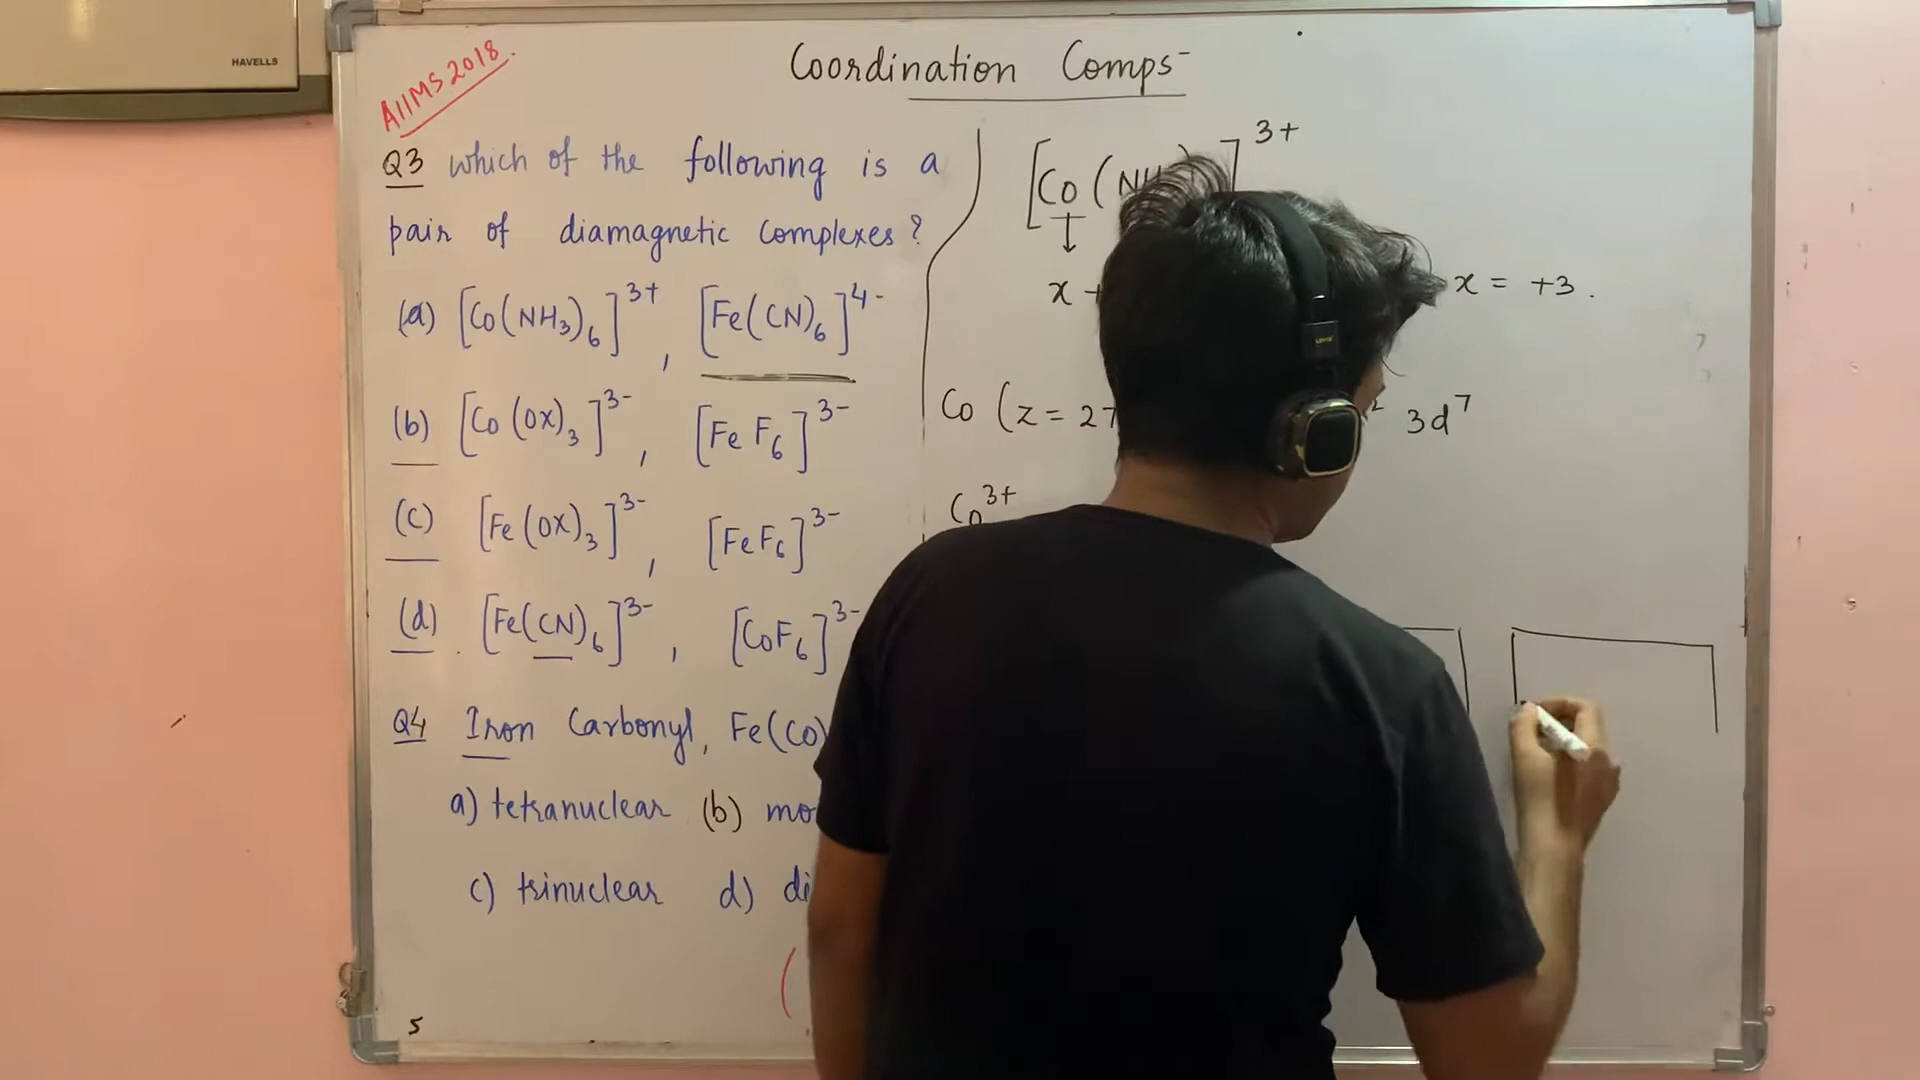 HAVELLS
AIIMS 2018.
Coordination Comps-
Q3 which of the following is a
pair of diamagnetic complexes?
(a) [Co(NH3)6]3+ , [Fe(CN)6]4-
(b) [Co(OX)3]3- , [FeF6]3-
(c) [Fe(OX)3]3- , [FeF6]3-
(d) . [Fe(CN)6]3- , [CoF6]3-
Q4 Iron Carbonyl, Fe(CO)
a) tetranuclear (b) mo
c) trinuclear d) di
5
[Co(NH ]3+
↓
x + x = +3 .
Co (Z = 27 2 3d7
Co3+